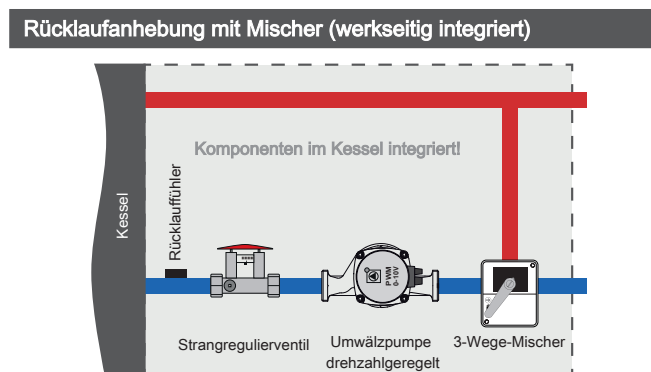 Rücklaufanhebung mit Mischer (werkseitig integriert)
Komponenten im Kessel integriert!
Kessel
Rücklauffühler
PWM
0-10V
Strangregulierventil
Umwälzpumpe
drehzahlgeregelt
3-Wege-Mischer